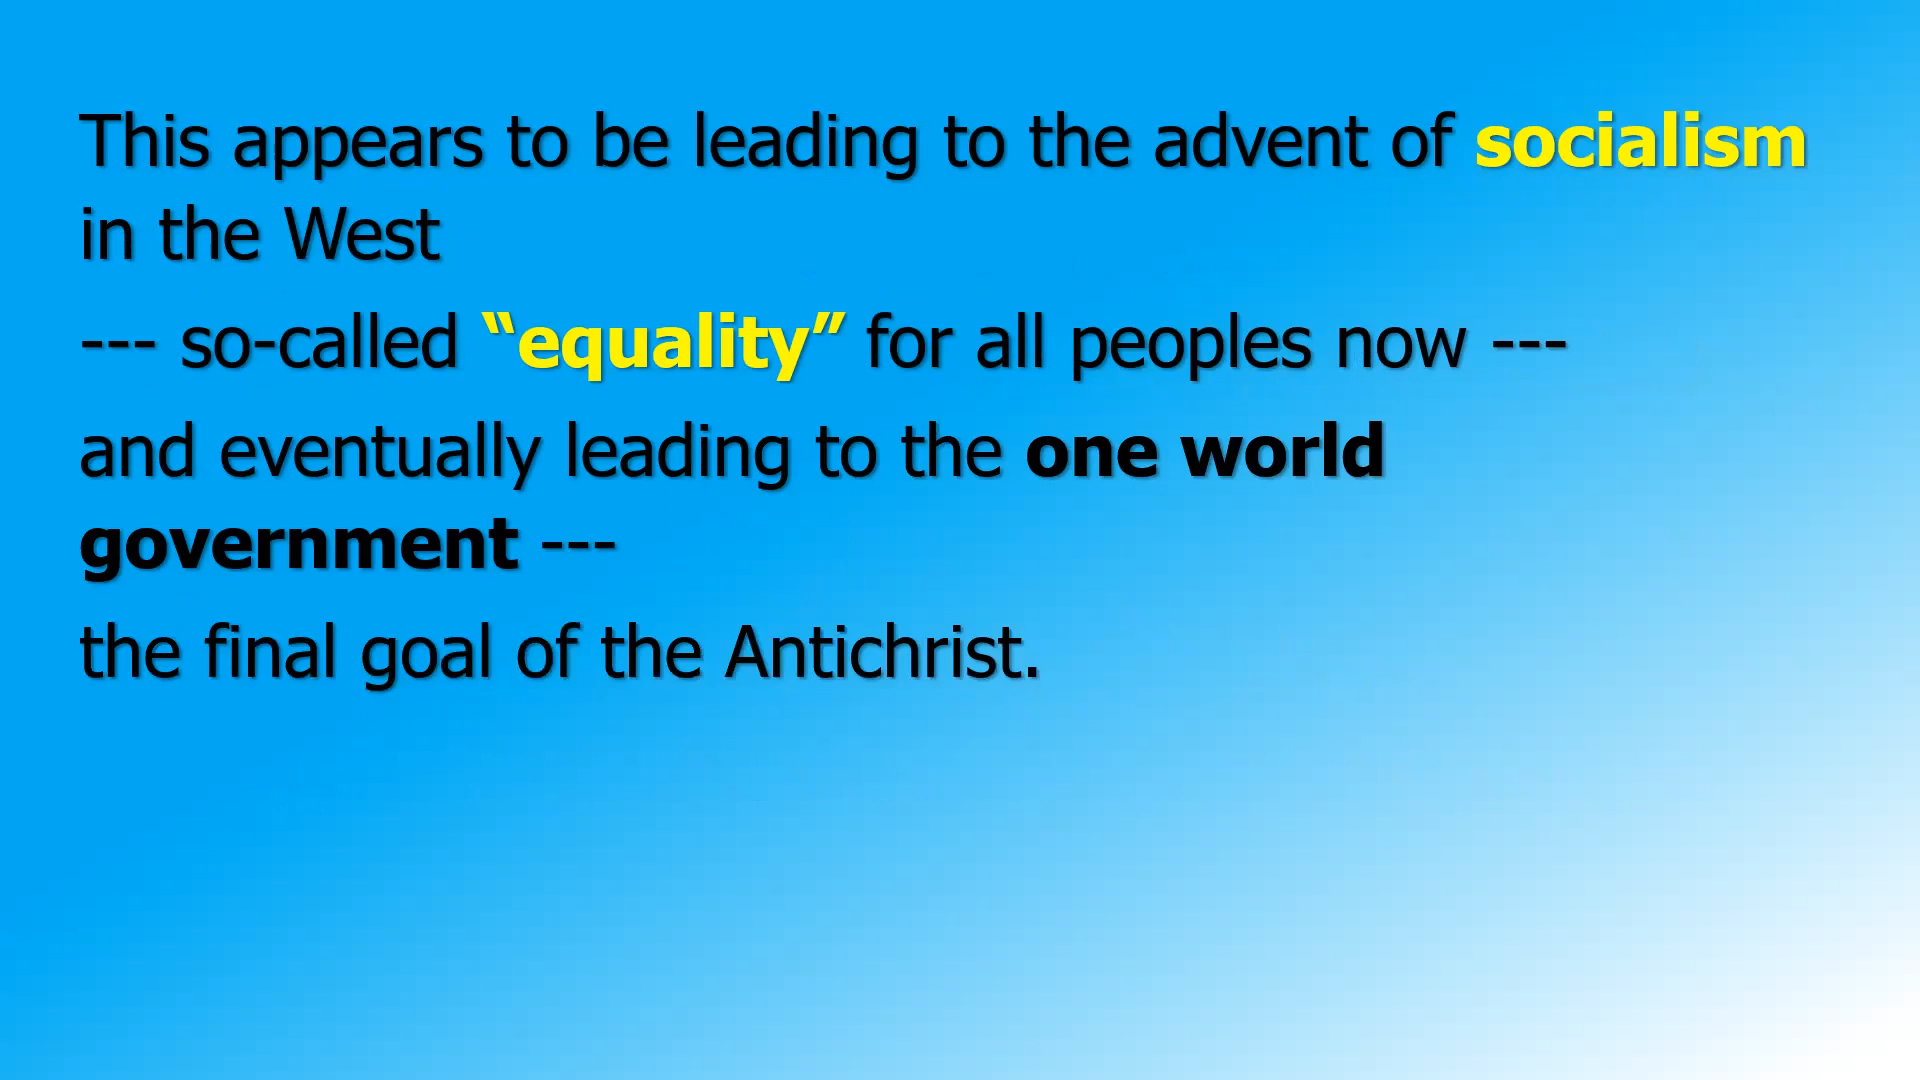 This appears to be leading to the advent of socialism
in the West
--- so-called “equality” for all peoples now ---
and eventually leading to the one world
government ---
the final goal of the Antichrist.